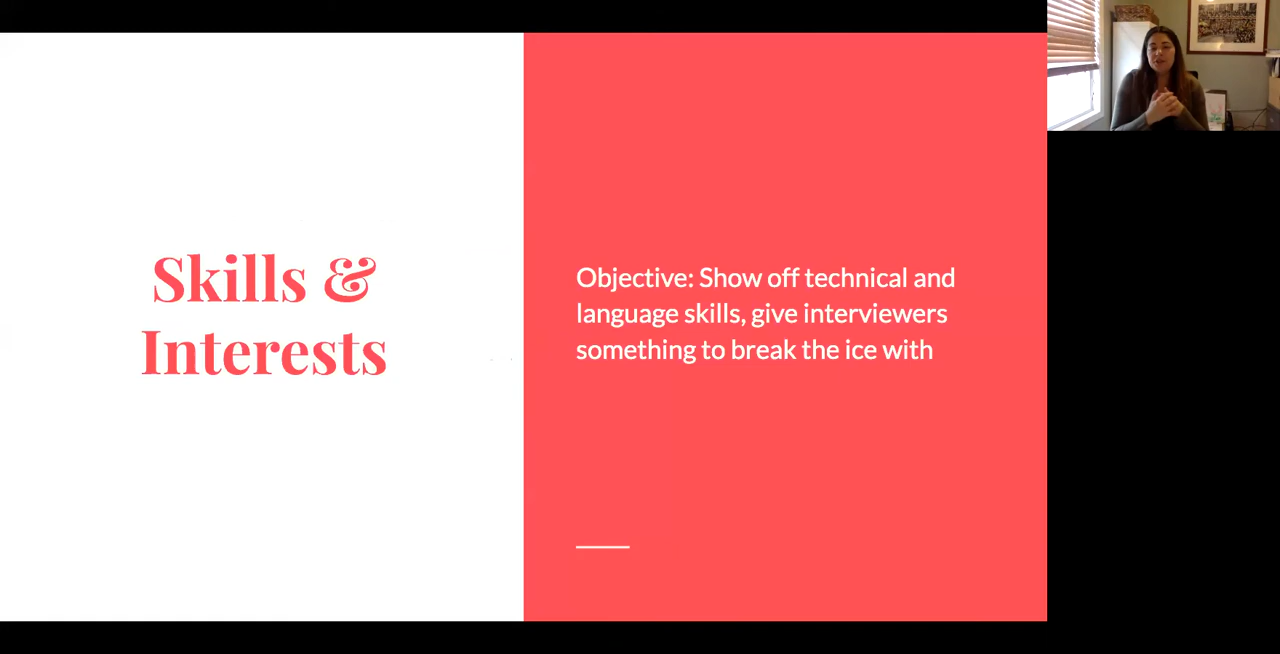 Skills &
Interests
Objective: Show off technical and
language skills, give interviewers
something to break the ice with